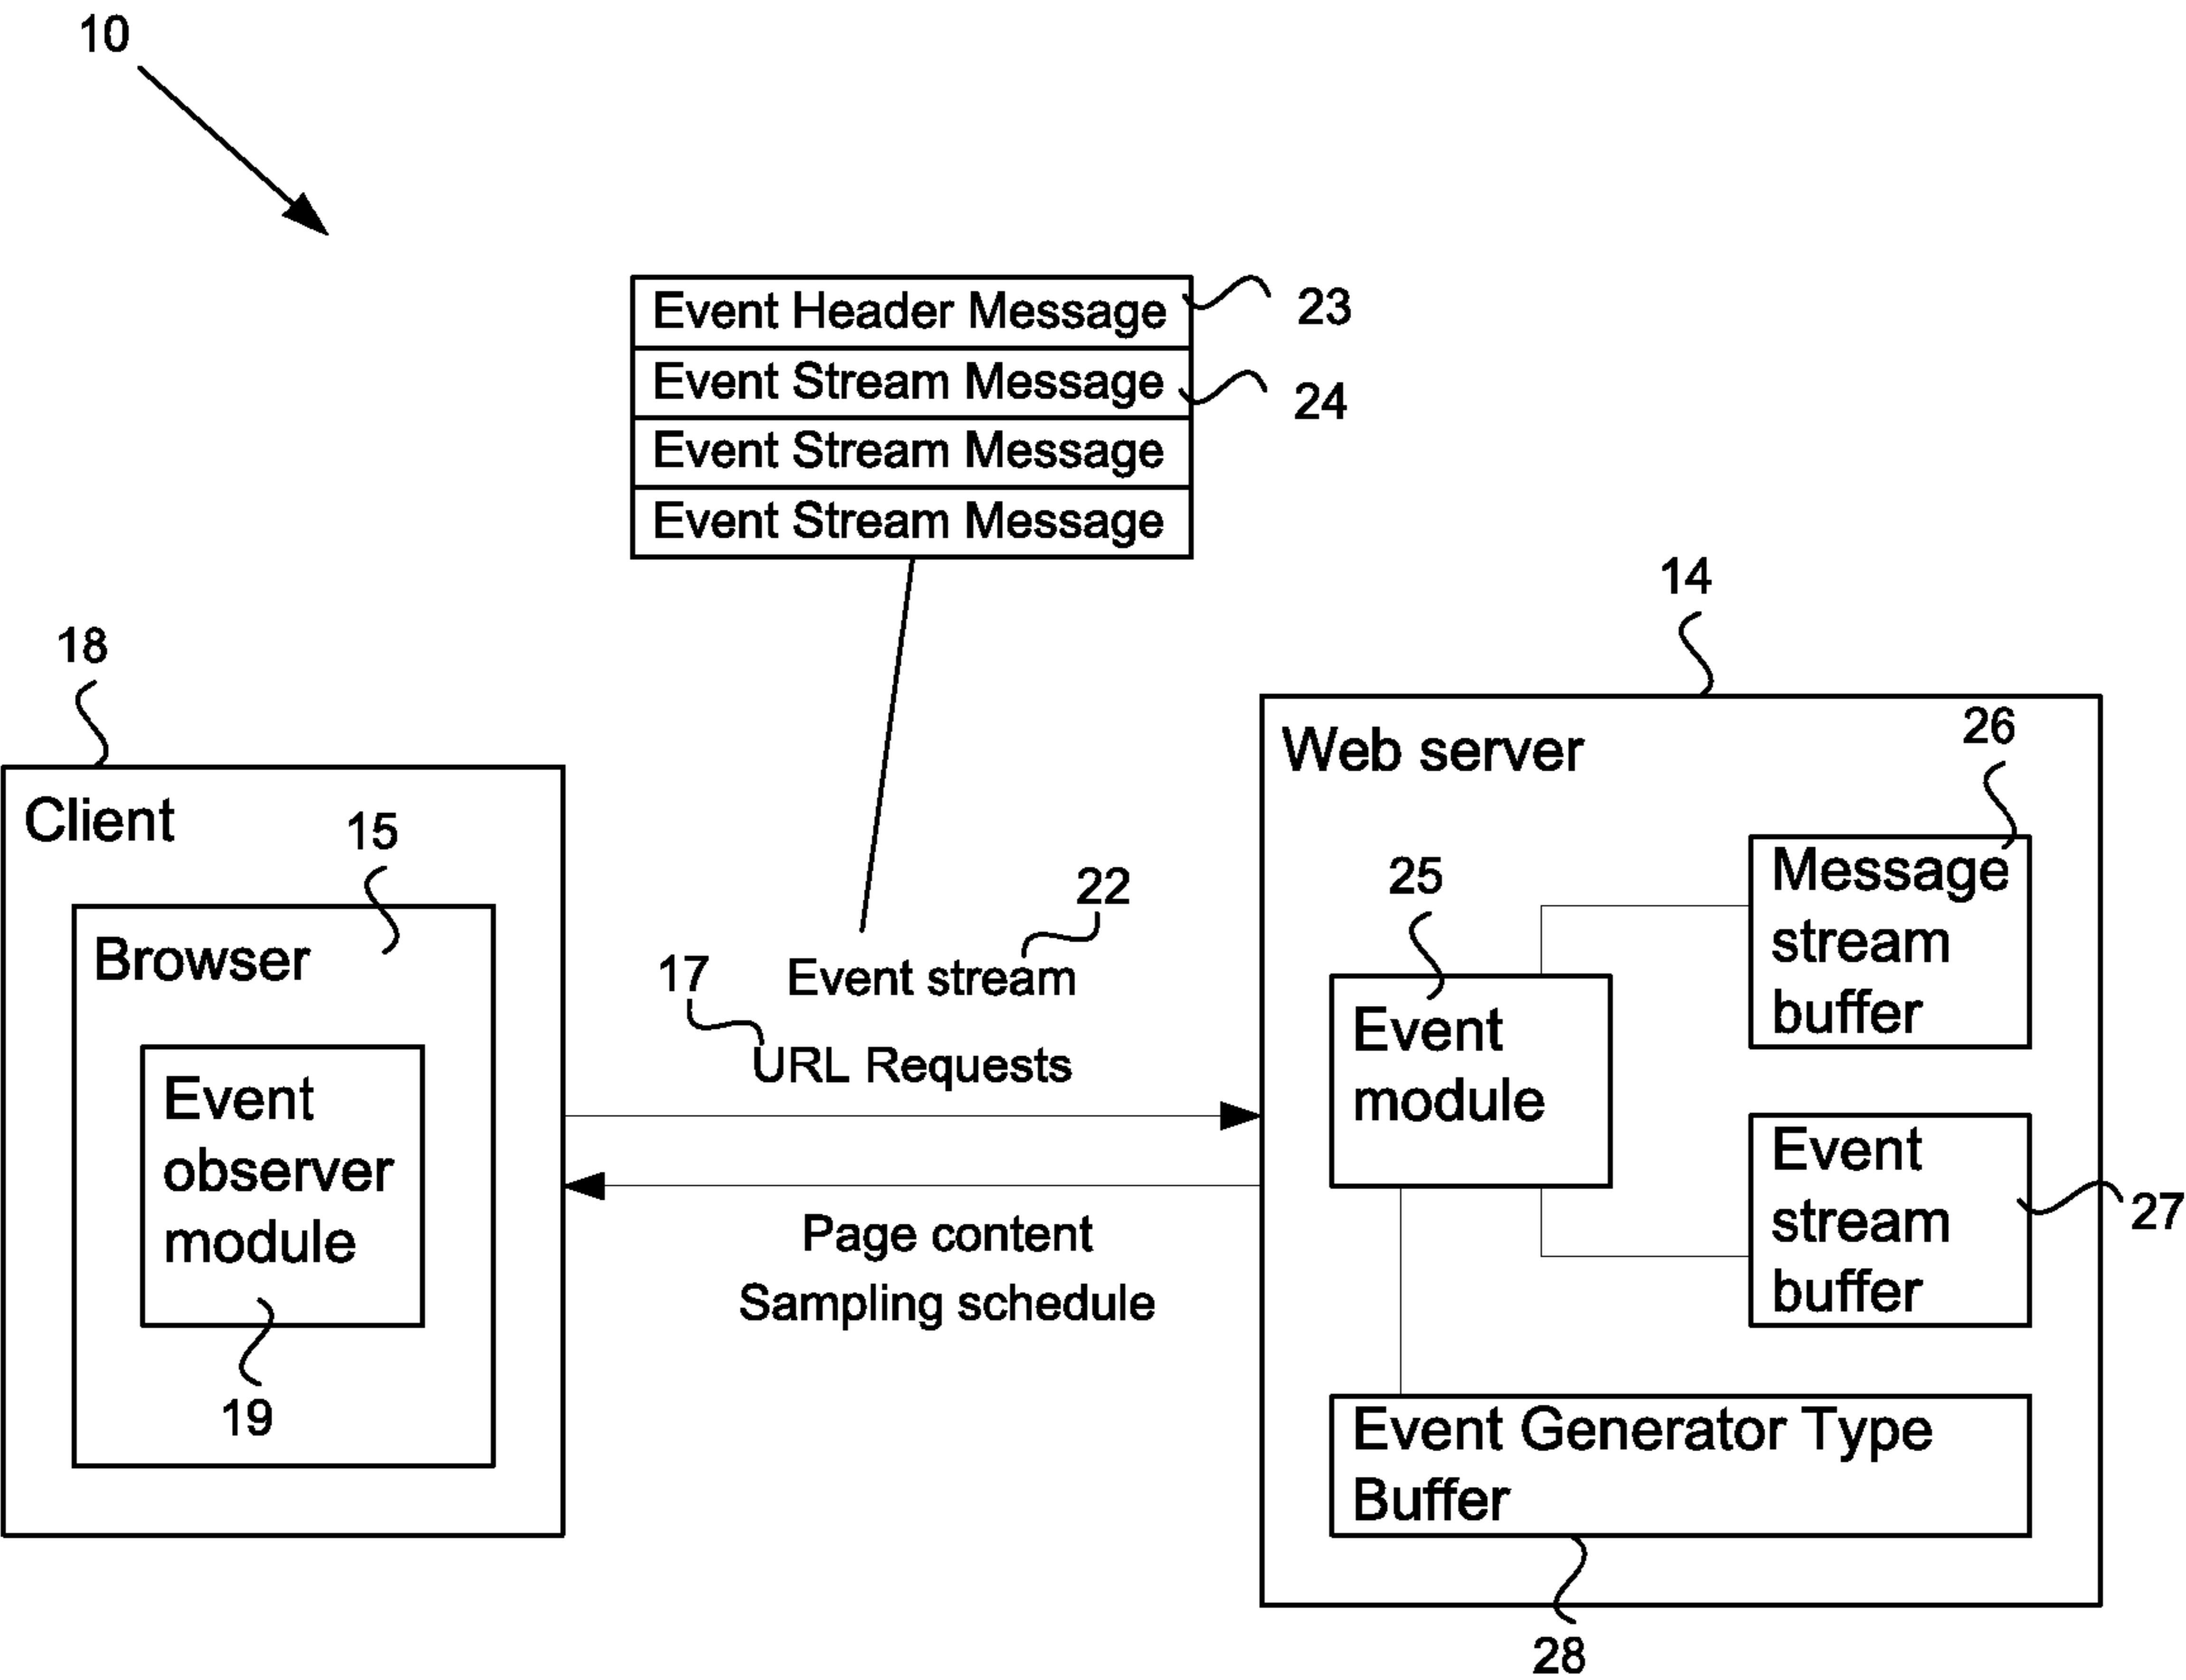 10
Event Header Message
23
Event Stream Message
24
Event Stream Message
Event Stream Message
14
18
Web server
26
Client
15
Message
stream
buffer
25
22
Browser
17
Event stream
Event
module
URL Requests
Event
observer
module
Event
stream
buffer
27
Page content
Sampling schedule
19
Event Generator Type
Buffer
28